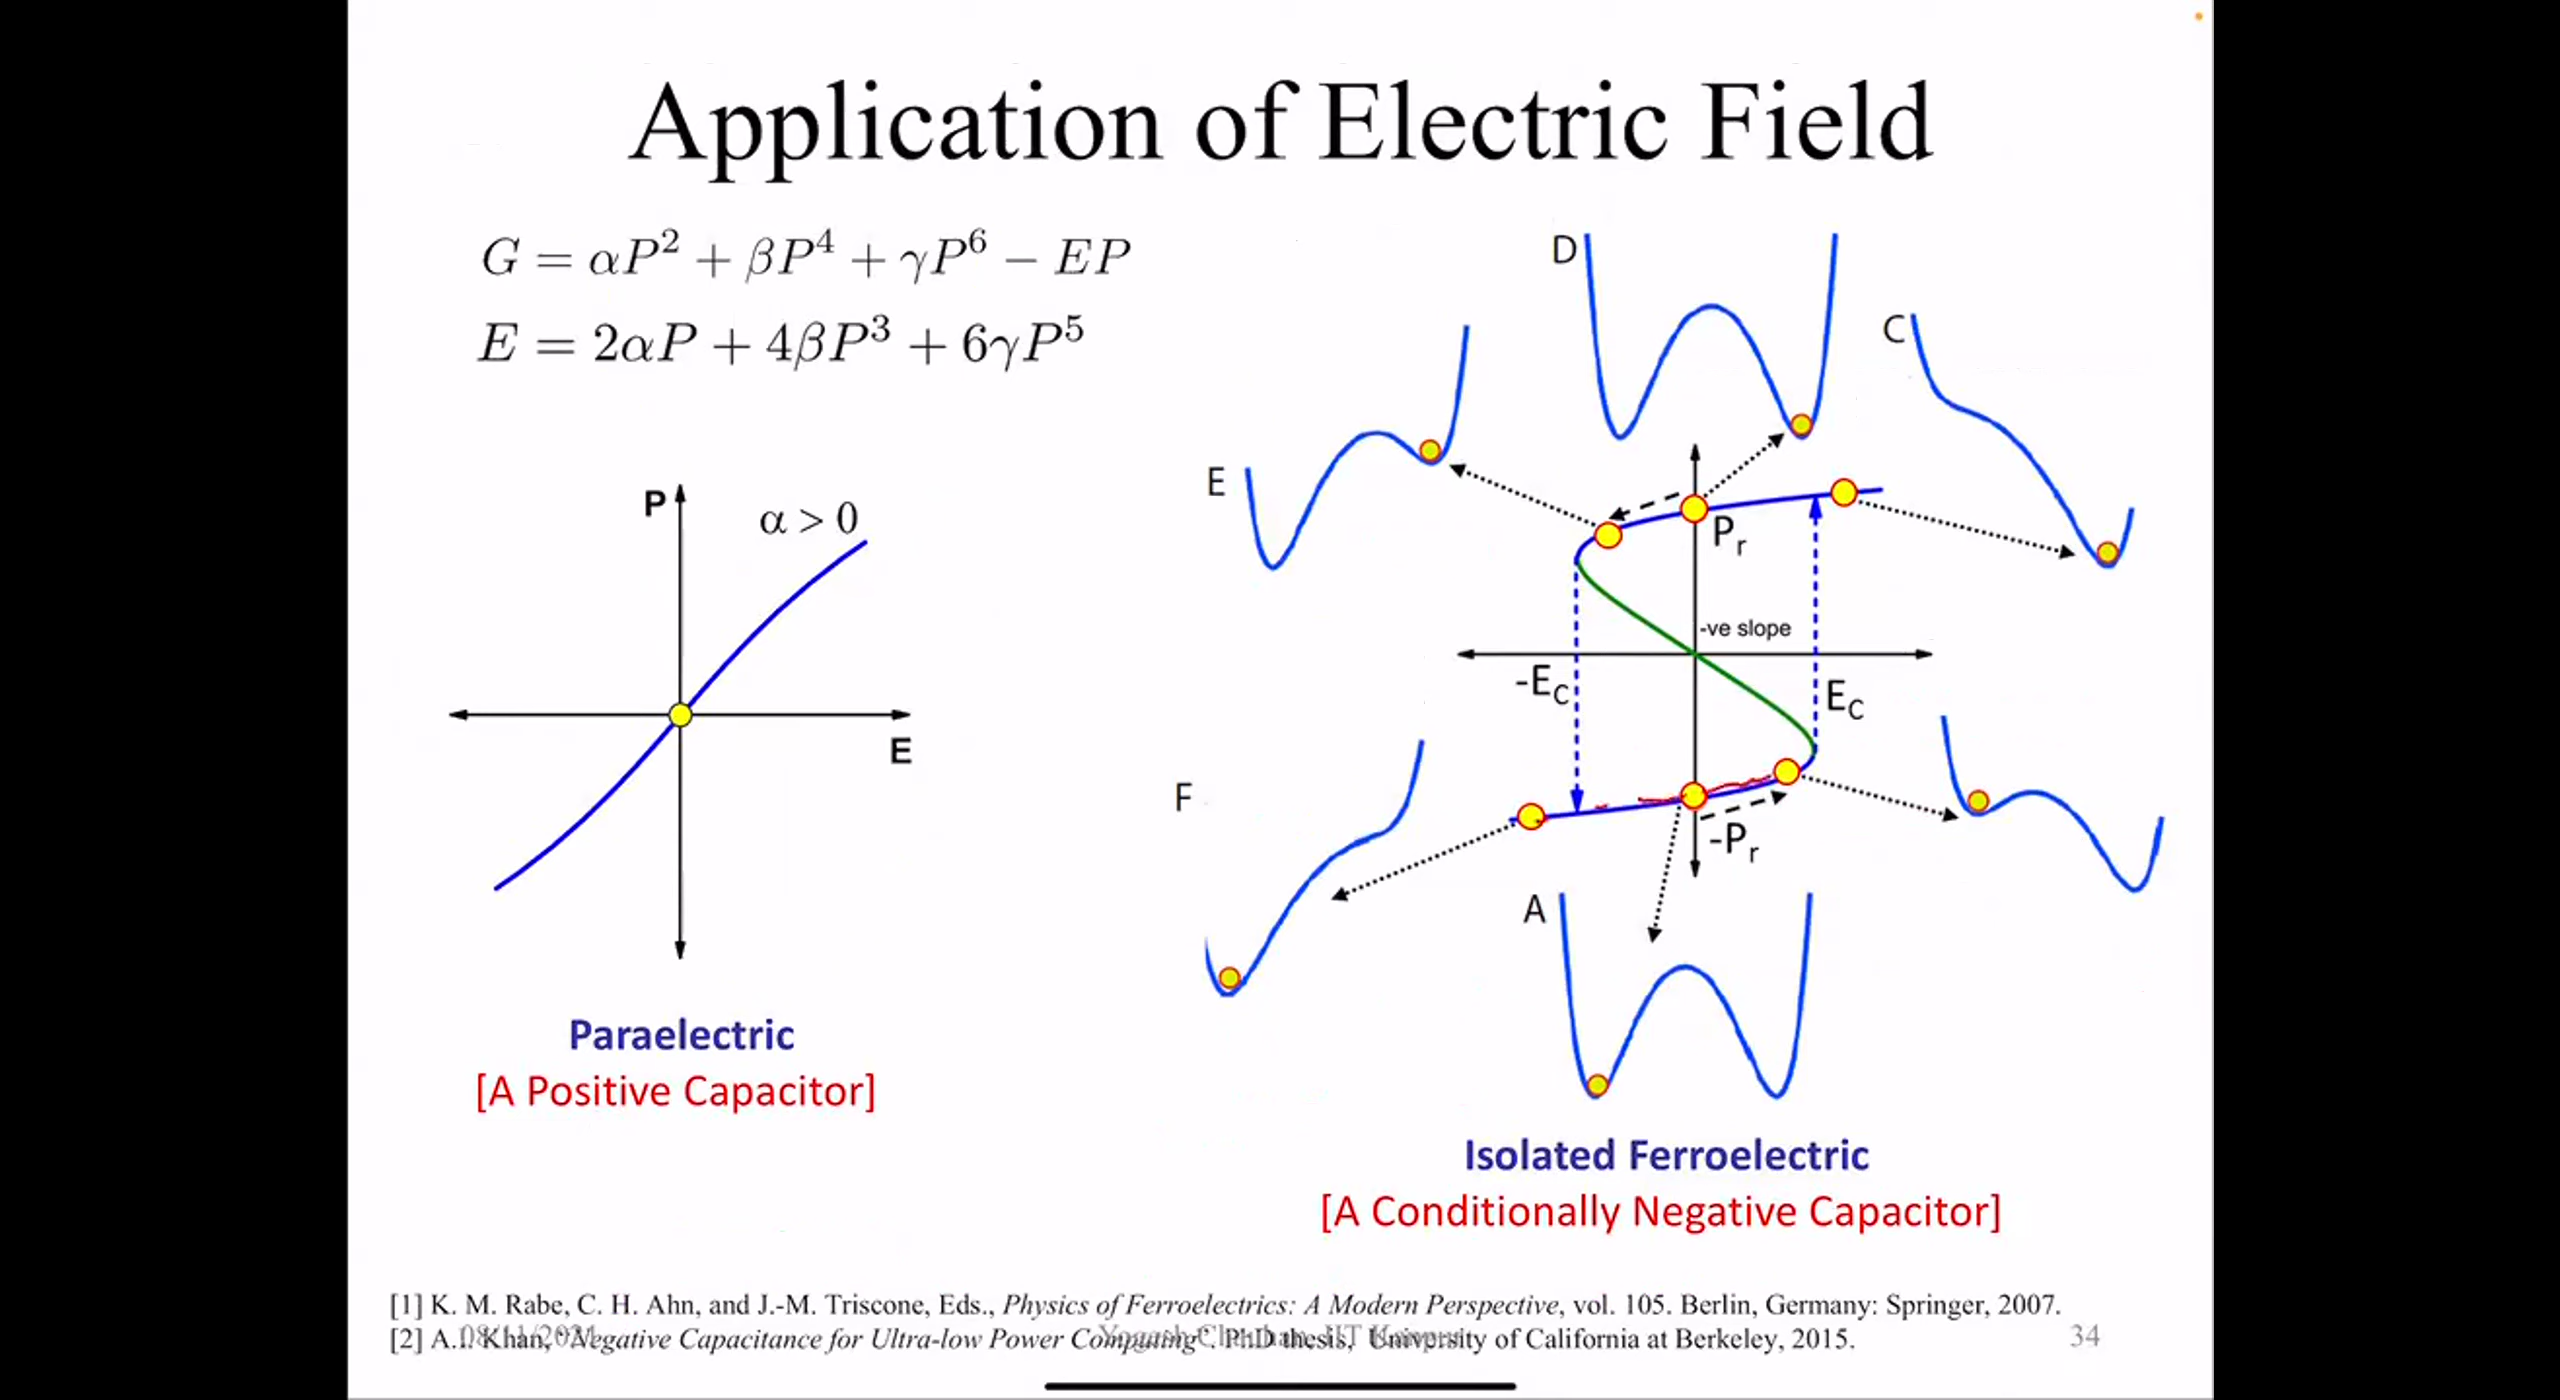 Application of Electric Field
G = αP² + βP⁴ + γP⁶ − EP
E = 2αP + 4βP³ + 6γP⁵
P
α > 0
E
Paraelectric
[A Positive Capacitor]
D
C
E
Pr
-ve slope
-EC
EC
F
-Pr
A
Isolated Ferroelectric
[A Conditionally Negative Capacitor]
[1] K. M. Rabe, C. H. Ahn, and J.-M. Triscone, Eds., Physics of Ferroelectrics: A Modern Perspective, vol. 105. Berlin, Germany: Springer, 2007.
[2] A.I. Khan, "Negative Capacitance for Ultra-low Power Computing". PhD thesis, University of California at Berkeley, 2015.
34